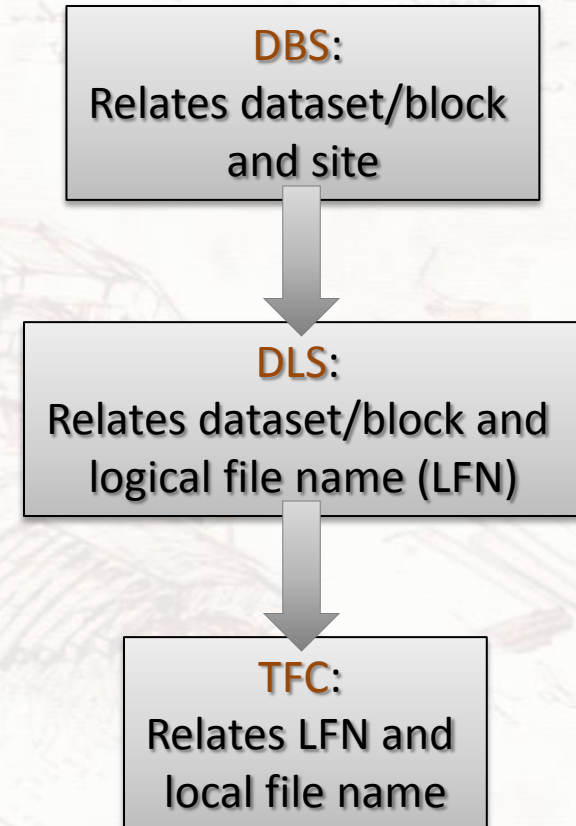 DBS:
Relates dataset/block
and site
DLS:
Relates dataset/block and
logical file name (LFN)
TFC:
Relates LFN and
local file name